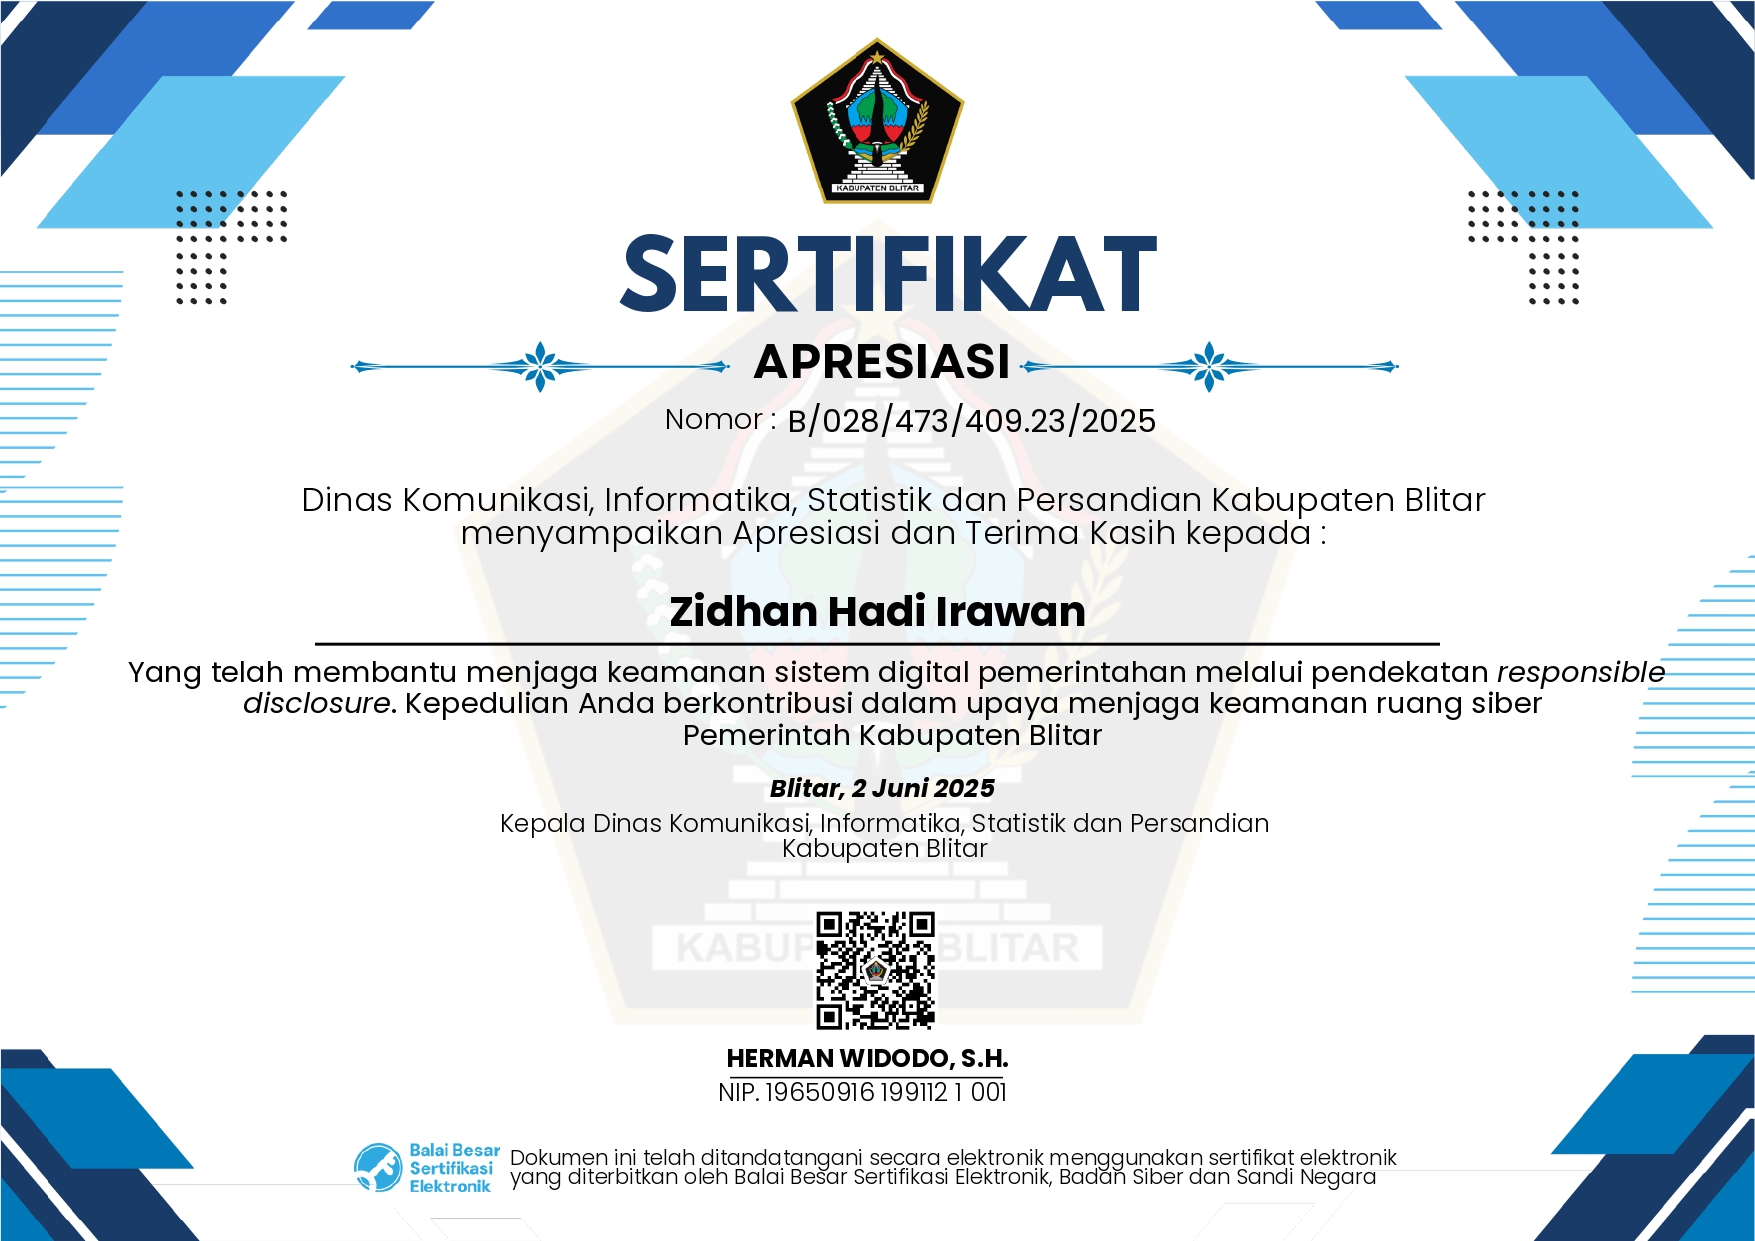 KABUPATEN BLITAR
SERTIFIKAT
APRESIASI
Nomor : B/028/473/409.23/2025
Dinas Komunikasi, Informatika, Statistik dan Persandian Kabupaten Blitar
menyampaikan Apresiasi dan Terima Kasih kepada :
Zidhan Hadi Irawan
Yang telah membantu menjaga keamanan sistem digital pemerintahan melalui pendekatan responsible
disclosure. Kepedulian Anda berkontribusi dalam upaya menjaga keamanan ruang siber
Pemerintah Kabupaten Blitar
Blitar, 2 Juni 2025
Kepala Dinas Komunikasi, Informatika, Statistik dan Persandian
Kabupaten Blitar
KABUP BLITAR
HERMAN WIDODO, S.H.
NIP. 19650916 199112 1 001
Balai Besar
Sertifikasi
Elektronik
Dokumen ini telah ditandatangani secara elektronik menggunakan sertifikat elektronik
yang diterbitkan oleh Balai Besar Sertifikasi Elektronik, Badan Siber dan Sandi Negara